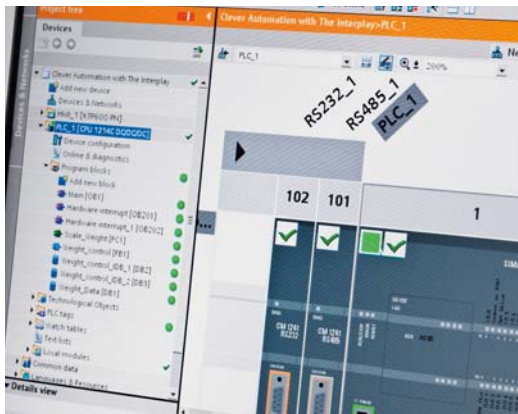 Project tree
Devices
Devices & Networks
Clever Automation with The Interplay
Add new device
Devices & Networks
HMI_1 [KTP600 PN]
PLC_1 [CPU 1214C DC/DC/DC]
Device configuration
Online & diagnostics
Program blocks
Add new block
Main [OB1]
Hardware interrupt [OB201]
Hardware interrupt_1 [OB202]
Scale_Weight [FC1]
Weight_control [FB1]
Weight_control_IDB_1 [DB2]
Weight_control_IDB_2 [DB3]
Weight_Data [DB1]
Technological Objects
PLC tags
Watch tables
Text lists
Local modules
Common data
Languages & Resources
Details view
Clever Automation with The Interplay>PLC_1
PLC_1
200%
Ne
RS232_1
RS485_1
PLC_1
102
101
1
SIM
CM 1241
RS232
CM 1241
RS485